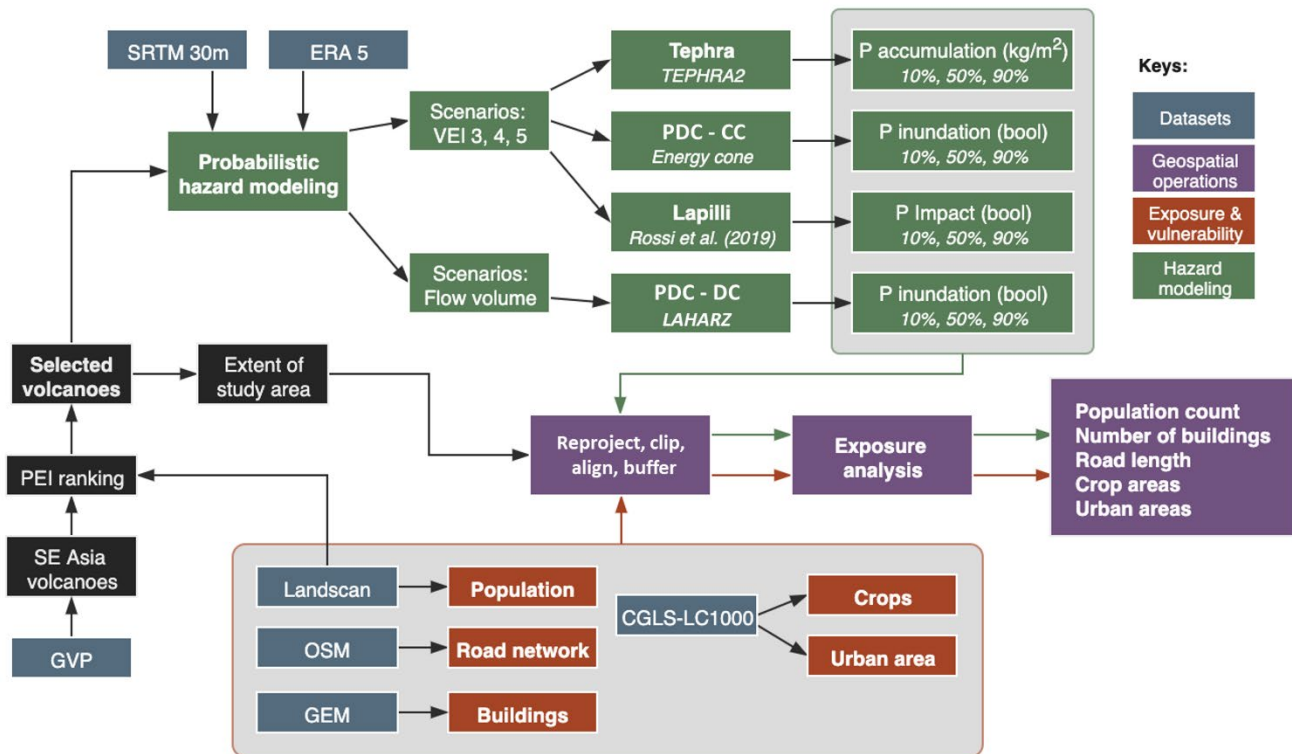 SRTM 30m
ERA 5
Probabilistic
hazard modeling
Scenarios:
VEI 3, 4, 5
Scenarios:
Flow volume
Tephra
TEPHRA2
PDC - CC
Energy cone
Lapilli
Rossi et al. (2019)
PDC - DC
LAHARZ
P accumulation (kg/m²)
10%, 50%, 90%
P inundation (bool)
10%, 50%, 90%
P Impact (bool)
10%, 50%, 90%
P inundation (bool)
10%, 50%, 90%
Keys:
Datasets
Geospatial
operations
Exposure &
vulnerability
Hazard
modeling
Selected
volcanoes
Extent of
study area
PEI ranking
SE Asia
volcanoes
GVP
Reproject, clip,
align, buffer
Exposure
analysis
Population count
Number of buildings
Road length
Crop areas
Urban areas
Landscan
Population
OSM
Road network
GEM
Buildings
CGLS-LC1000
Crops
Urban area